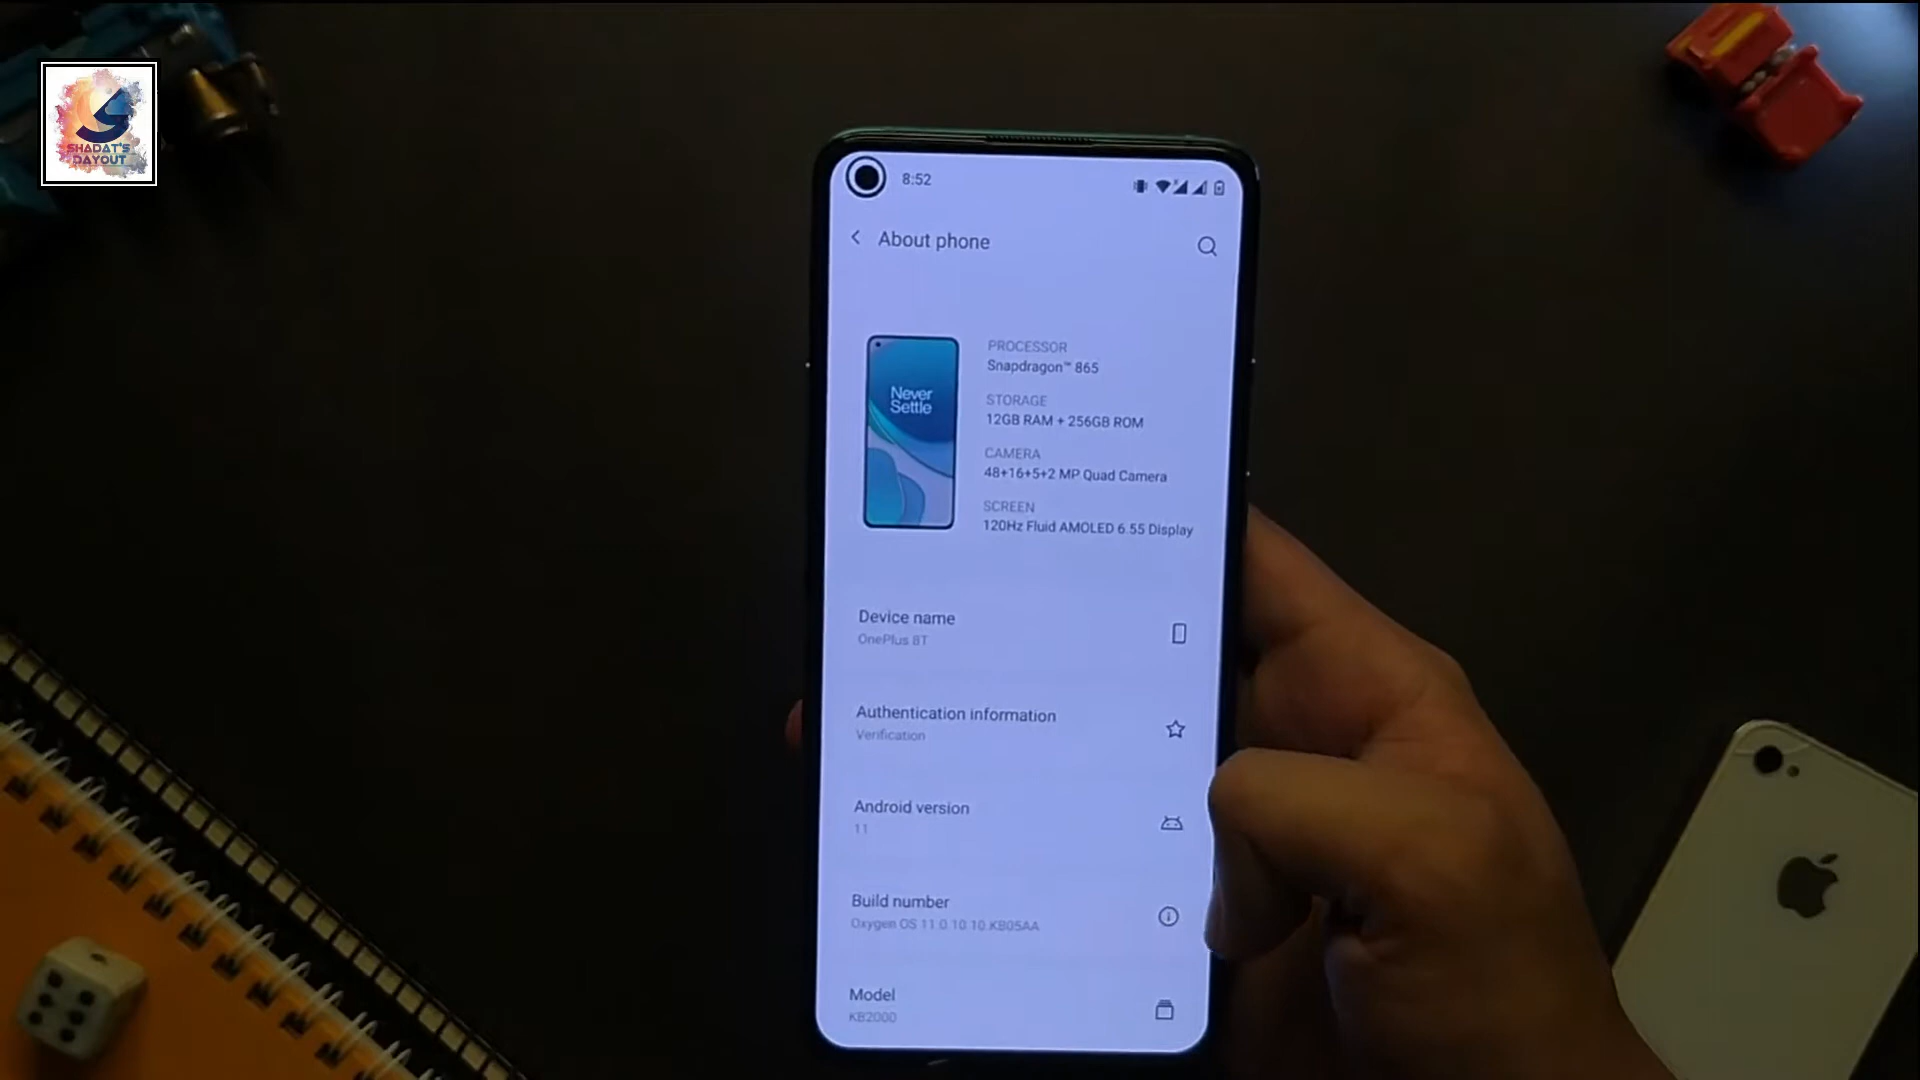 SHADAT'S
DAYOUT
8:52
About phone
Never
Settle
PROCESSOR
Snapdragon™ 865
STORAGE
12GB RAM + 256GB ROM
CAMERA
48+16+5+2 MP Quad Camera
SCREEN
120Hz Fluid AMOLED 6.55 Display
Device name
OnePlus 8T
Authentication information
Verification
Android version
11
Build number
Oxygen OS 11.0.10.10.KB05AA
Model
KB2000